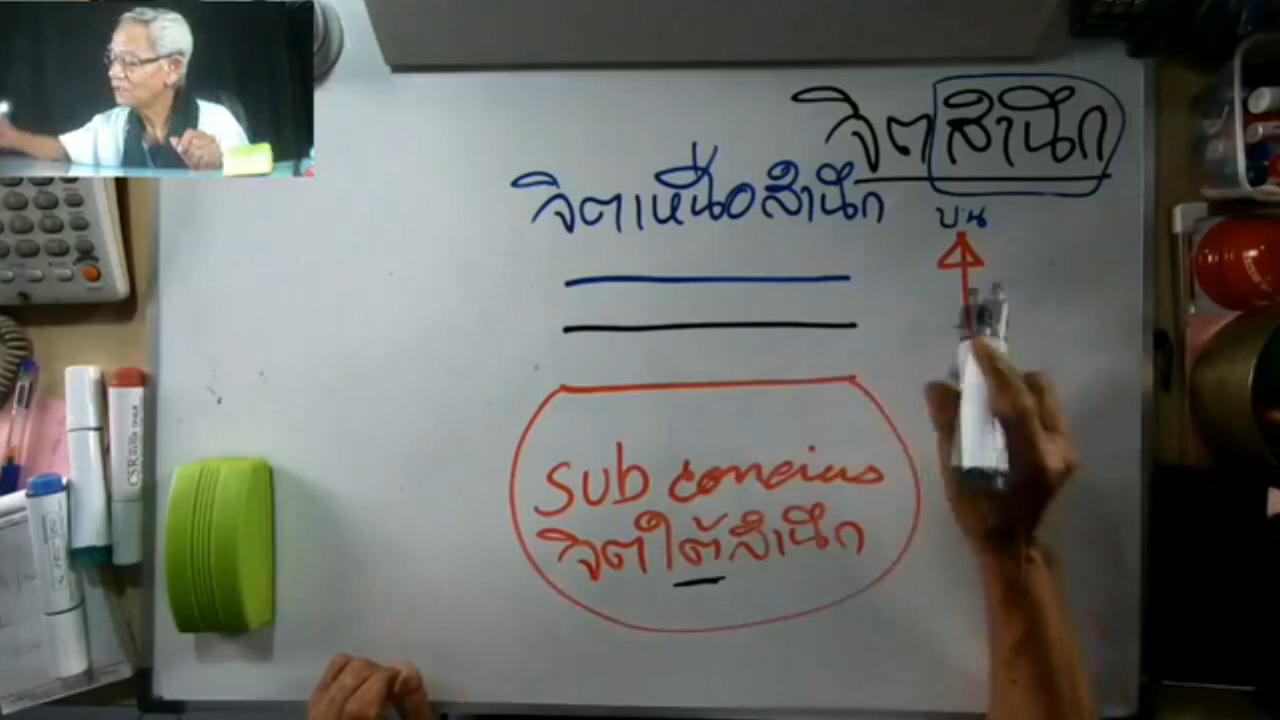 จิตสำนึก
จิตเหนือสำนึก
บน
sub concius
จิตใต้สำนึก